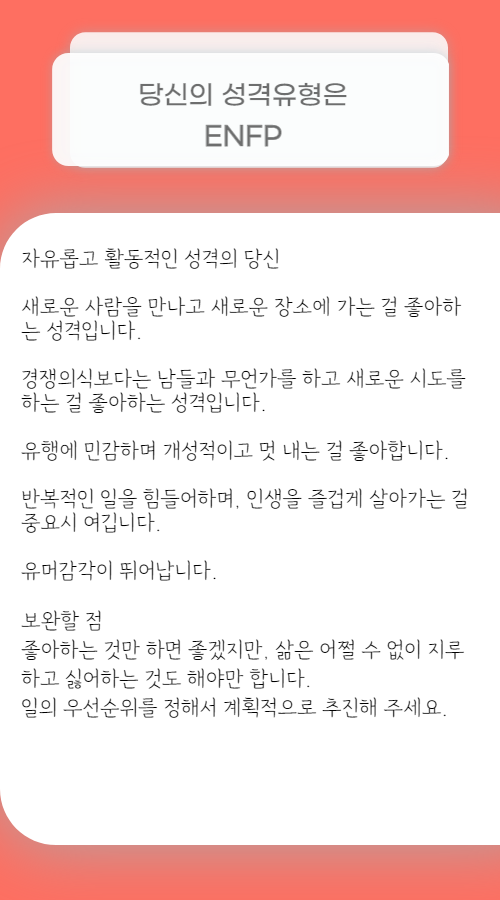 당신의 성격유형은
ENFP
자유롭고 활동적인 성격의 당신
새로운 사람을 만나고 새로운 장소에 가는 걸 좋아하
는 성격입니다.
경쟁의식보다는 남들과 무언가를 하고 새로운 시도를
하는 걸 좋아하는 성격입니다.
유행에 민감하며 개성적이고 멋 내는 걸 좋아합니다.
반복적인 일을 힘들어하며, 인생을 즐겁게 살아가는 걸
중요시 여깁니다.
유머감각이 뛰어납니다.
보완할 점
좋아하는 것만 하면 좋겠지만, 삶은 어쩔 수 없이 지루
하고 싫어하는 것도 해야만 합니다.
일의 우선순위를 정해서 계획적으로 추진해 주세요.